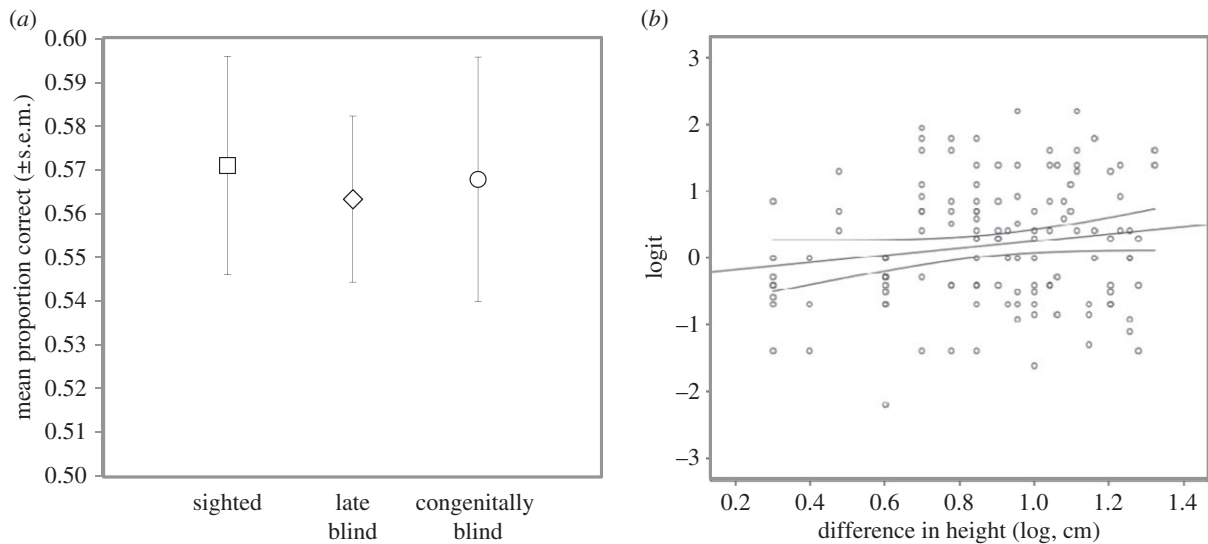 (a)
0.60
0.59
0.58
0.57
0.56
0.55
0.54
0.53
0.52
0.51
0.50
mean proportion correct (±s.e.m.)
sighted
late
blind
congenitally
blind
(b)
3
2
1
0
–1
–2
–3
logit
0.2 0.4 0.6 0.8 1.0 1.2 1.4
difference in height (log, cm)